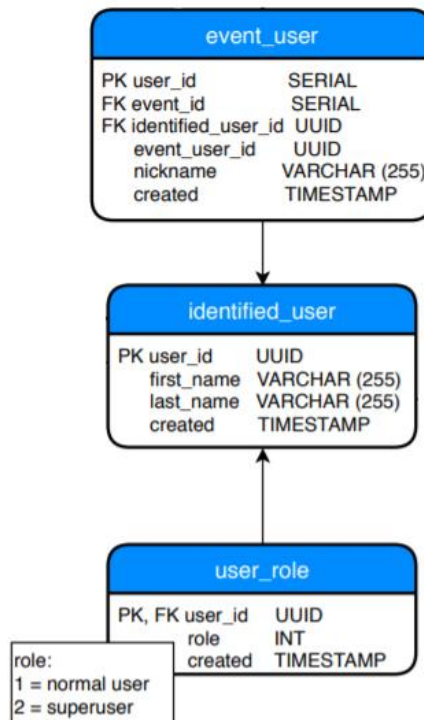 event_user
PK user_id SERIAL
FK event_id SERIAL
FK identified_user_id UUID
event_user_id UUID
nickname VARCHAR (255)
created TIMESTAMP
identified_user
PK user_id UUID
first_name VARCHAR (255)
last_name VARCHAR (255)
created TIMESTAMP
user_role
PK, FK user_id UUID
role INT
created TIMESTAMP
role:
1 = normal user
2 = superuser